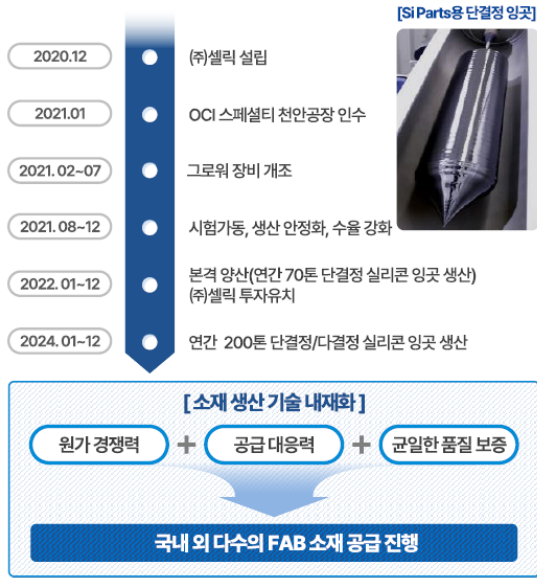 [Si Parts용 단결정 잉곳]
2020.12
(주)셀릭 설립
2021.01
OCI 스페셜티 천안공장 인수
2021. 02~07
그로워 장비 개조
2021. 08~12
시험가동, 생산 안정화, 수율 강화
2022. 01~12
본격 양산(연간 70톤 단결정 실리콘 잉곳 생산)
(주)셀릭 투자유치
2024. 01~12
연간 200톤 단결정/다결정 실리콘 잉곳 생산
[ 소재 생산 기술 내재화 ]
원가 경쟁력 + 공급 대응력 + 균일한 품질 보증
국내 외 다수의 FAB 소재 공급 진행